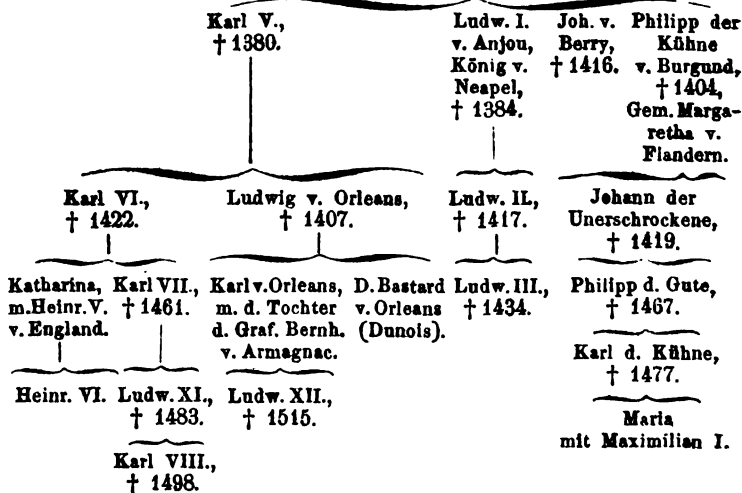 Karl V.,
† 1380.
Ludw. I.
v. Anjou,
König v.
Neapel,
† 1384.
Joh. v.
Berry,
† 1416.
Philipp der
Kühne
v. Burgund,
† 1404,
Gem. Marga-
retha v.
Flandern.
Karl VI.,
† 1422.
Ludwig v. Orleans,
† 1407.
Ludw. II.,
† 1417.
Johann der
Unerschrockene,
† 1419.
Katharina,
m. Heinr. V.
v. England.
Karl VII.,
† 1461.
Karl v. Orleans,
m. d. Tochter
d. Graf. Bernh.
v. Armagnac.
D. Bastard
v. Orleans
(Dunois).
Ludw. III.,
† 1434.
Philipp d. Gute,
† 1467.
Karl d. Kühne,
† 1477.
Heinr. VI.
Ludw. XI.,
† 1483.
Ludw. XII.,
† 1515.
Maria
mit Maximilian I.
Karl VIII.,
† 1498.